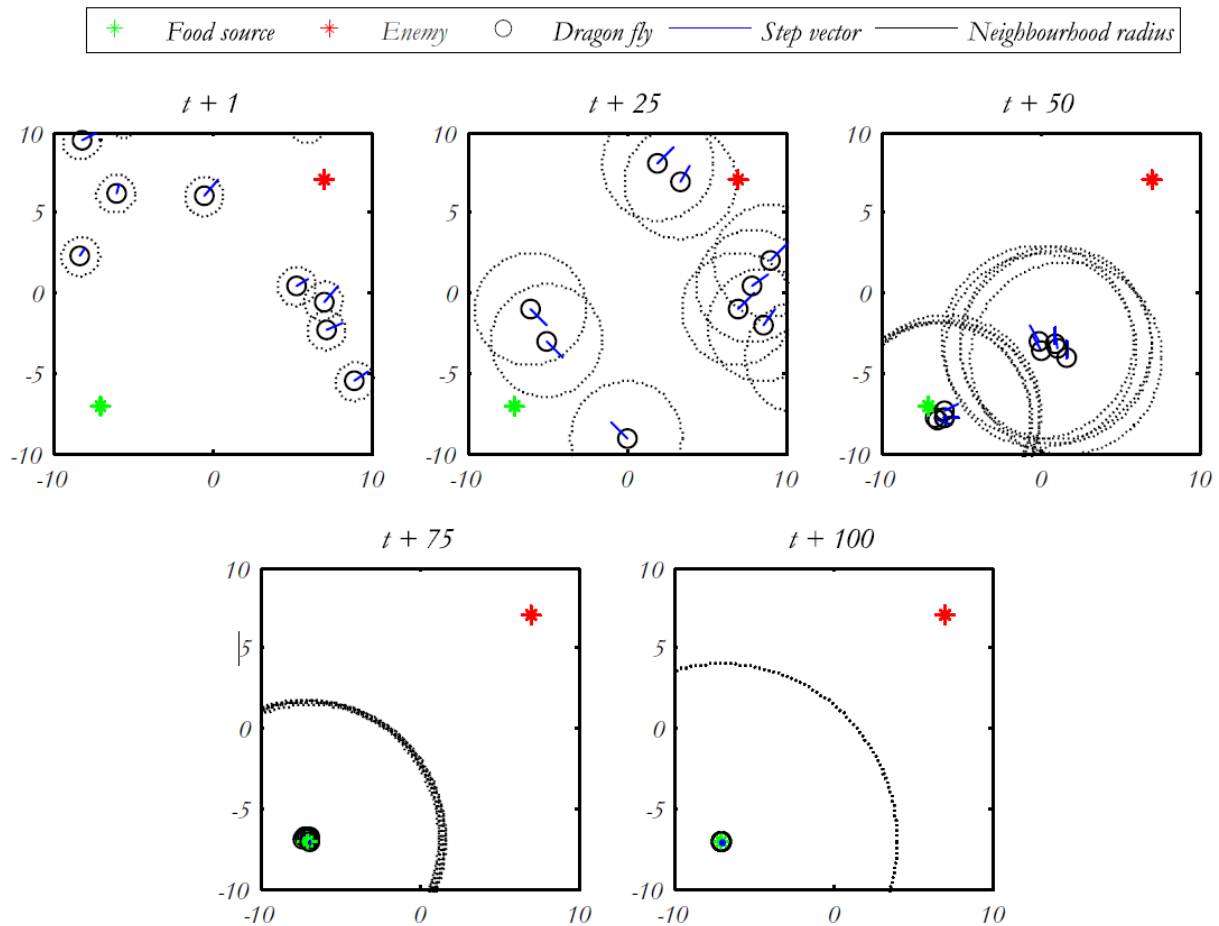 Food source Enemy Dragon fly Step vector Neighbourhood radius
t + 1 t + 25 t + 50
10 10 10
5 5 5
0 0 0
-5 -5 -5
-10 -10 -10
-10 0 10 -10 0 10 -10 0 10
t + 75 t + 100
10 10
5 5
0 0
-5 -5
-10 -10
-10 0 10 -10 0 10